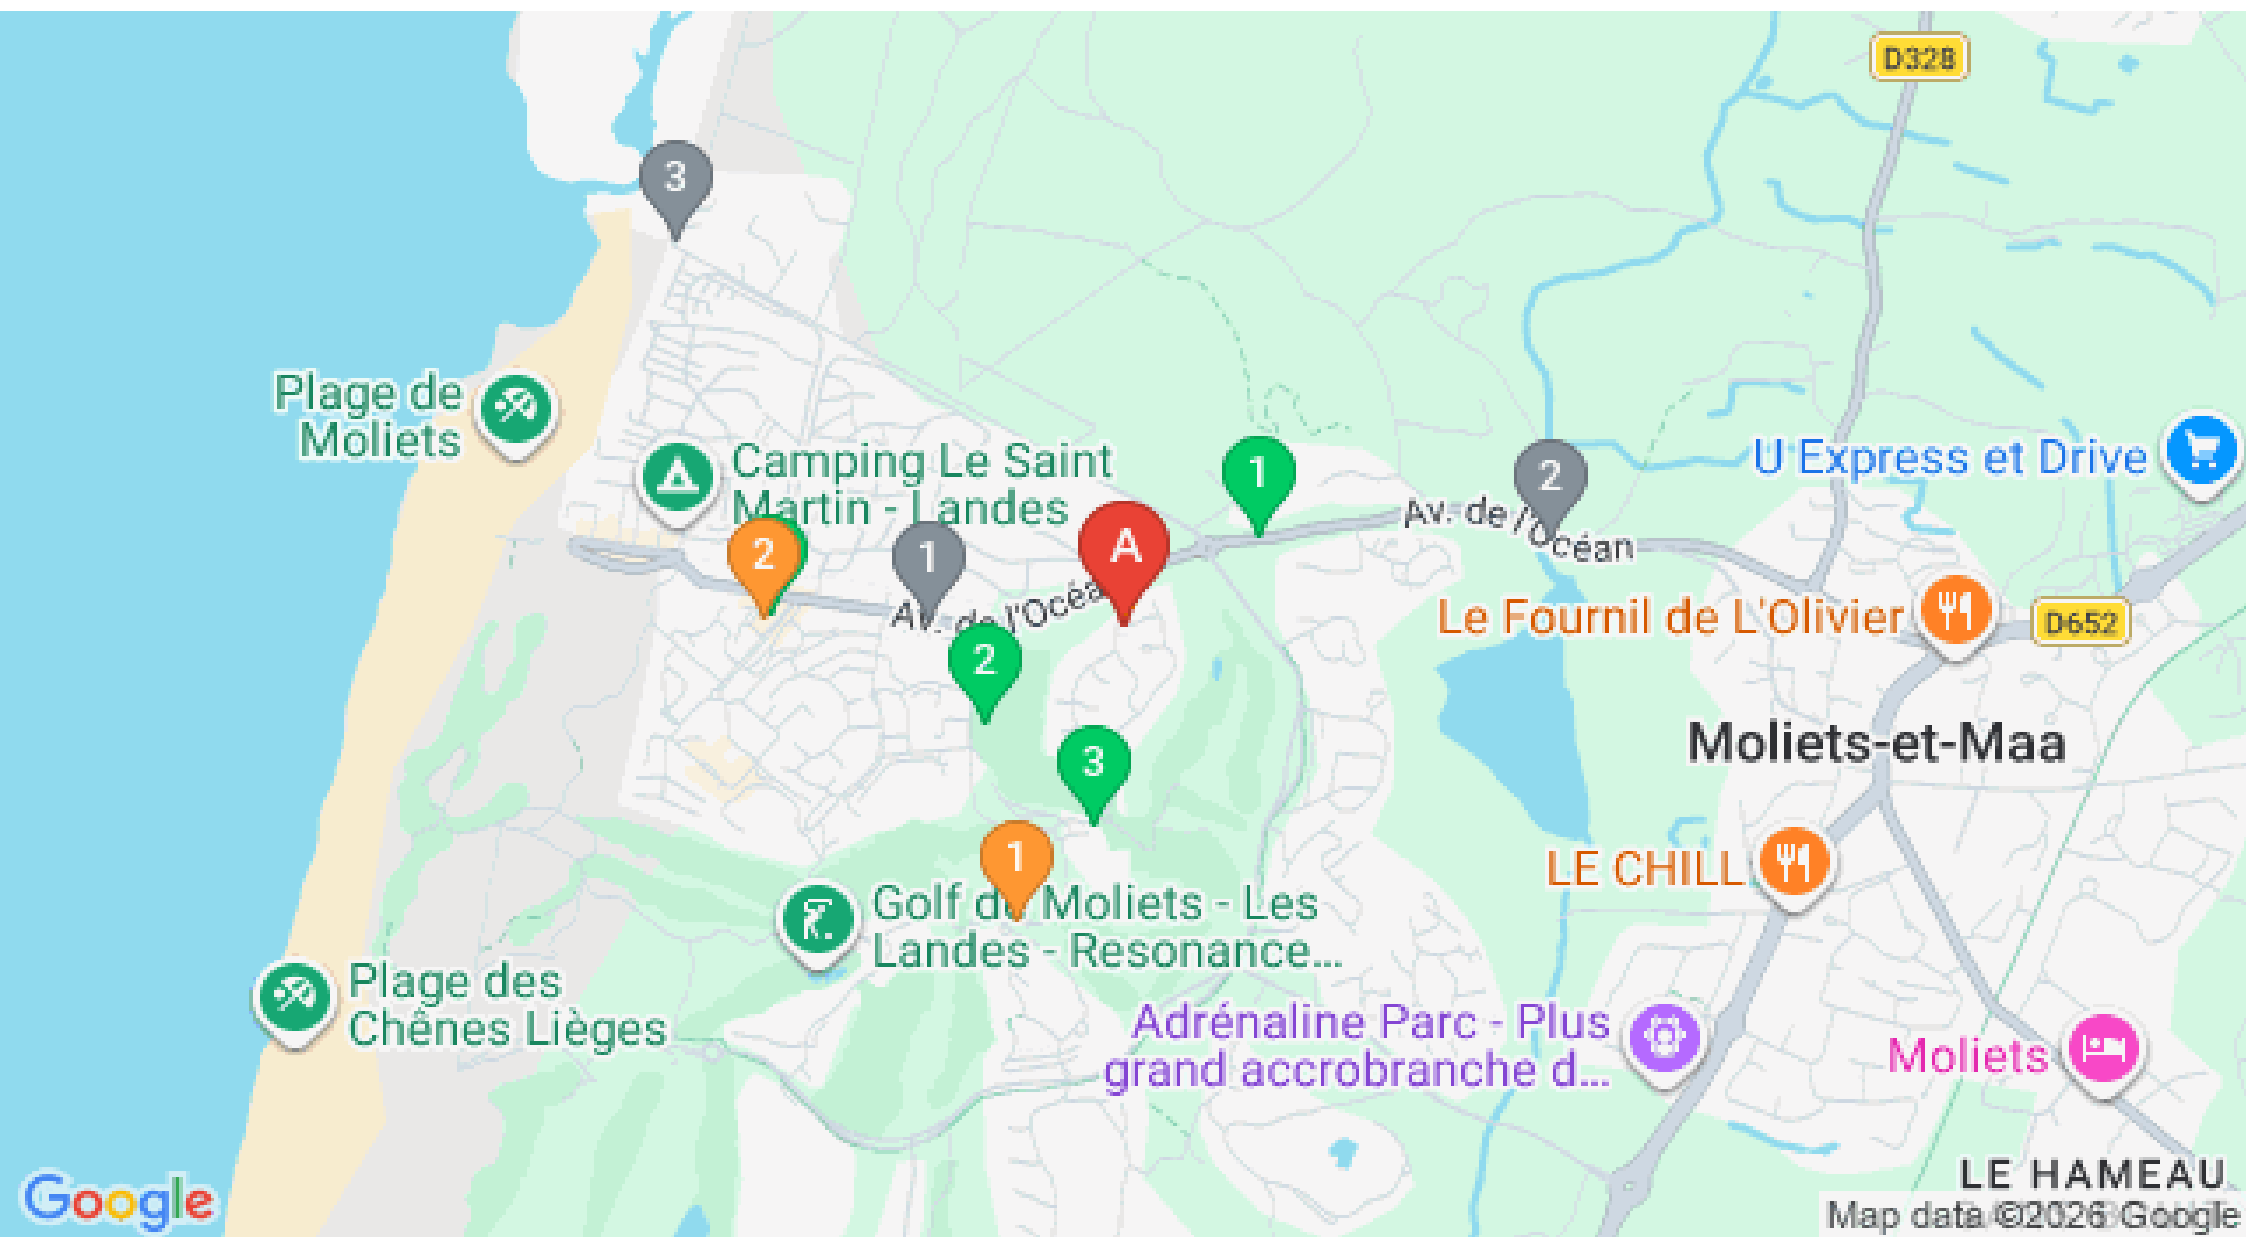 D328
3
Plage de
Moliets
Camping Le Saint
Martin - Landes
1
2
U Express et Drive
Av. de l'Océan
2
1
A
Av. de l'Océa
Le Fournil de L'Olivier
D652
2
3
Moliets-et-Maa
1
LE CHILL
Golf de Moliets - Les
Landes - Resonance...
Plage des
Chênes Lièges
Adrénaline Parc - Plus
grand accrobranche d...
Moliets
LE HAMEAU
Google
Map data ©2026 Google